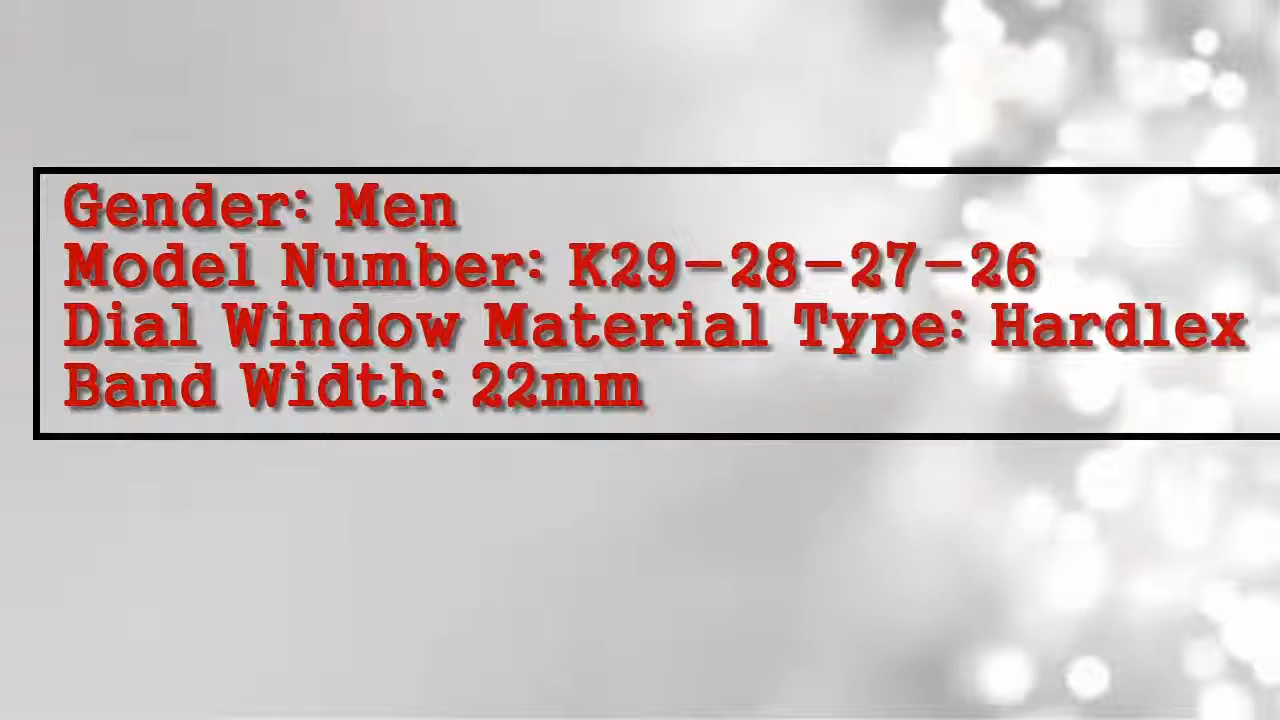 Gender: Men
Model Number: K29-28-27-26
Dial Window Material Type: Hardlex
Band Width: 22mm